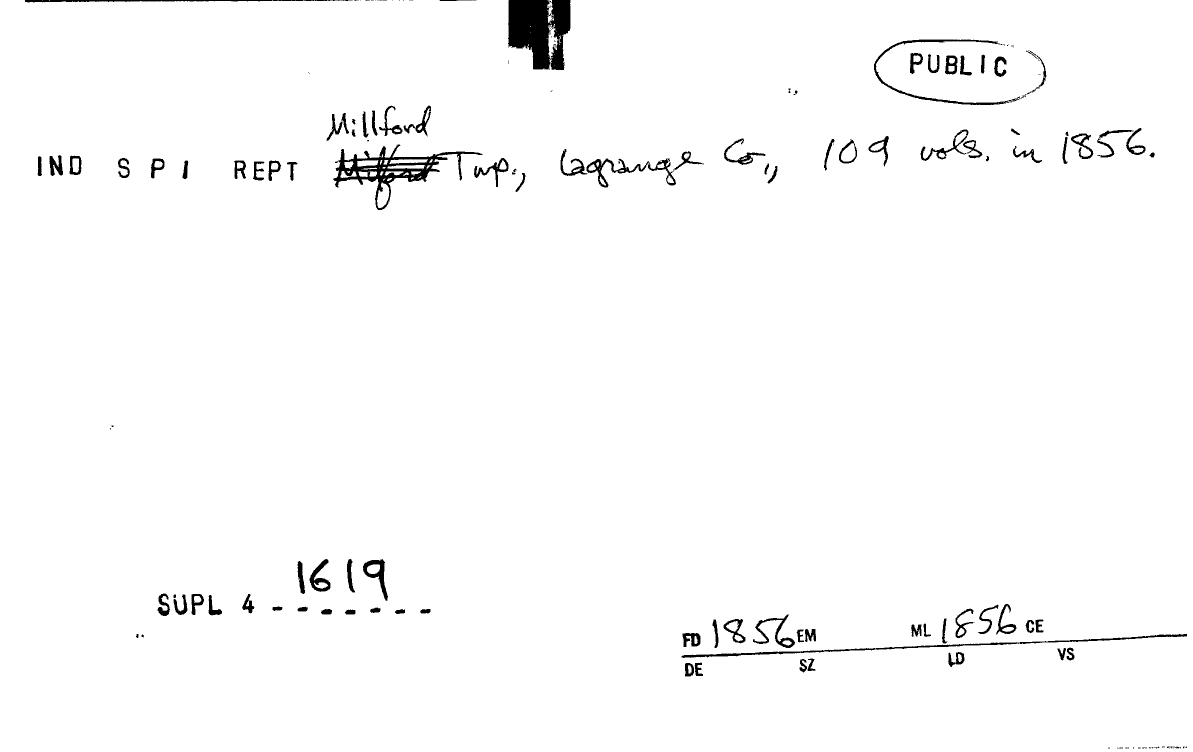 PUBLIC
Millford
IND S P I REPT Milford Twp., Lagrange Co., 109 vols. in 1856.
1619
SUPL 4 - - - - - - -
FD 1856 EM ML 1856 CE
DE SZ LD VS